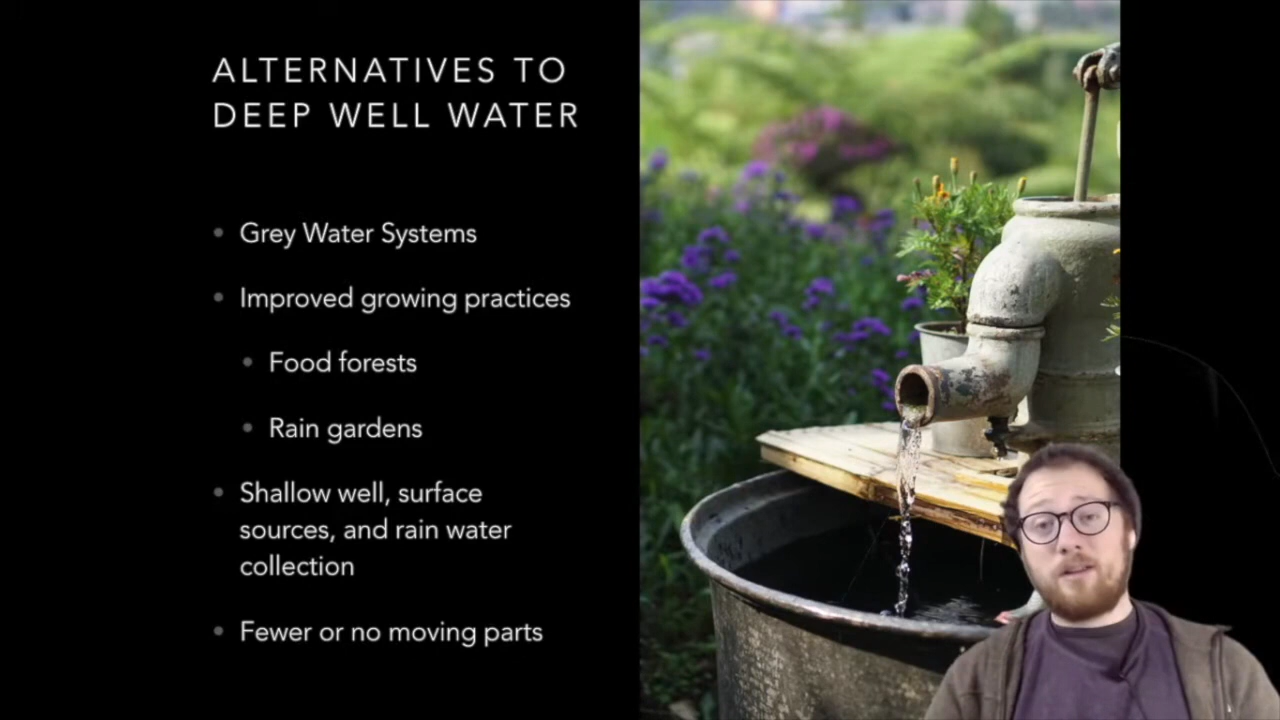 ALTERNATIVES TO
DEEP WELL WATER
Grey Water Systems
Improved growing practices
Food forests
Rain gardens
Shallow well, surface
sources, and rain water
collection
Fewer or no moving parts